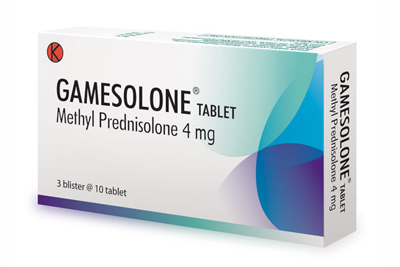 K
GAMESOLONE® TABLET
Methyl Prednisolone 4 mg
3 blister @ 10 tablet
GAMESOLONE® TABLET
Methyl Prednisolone 4 mg